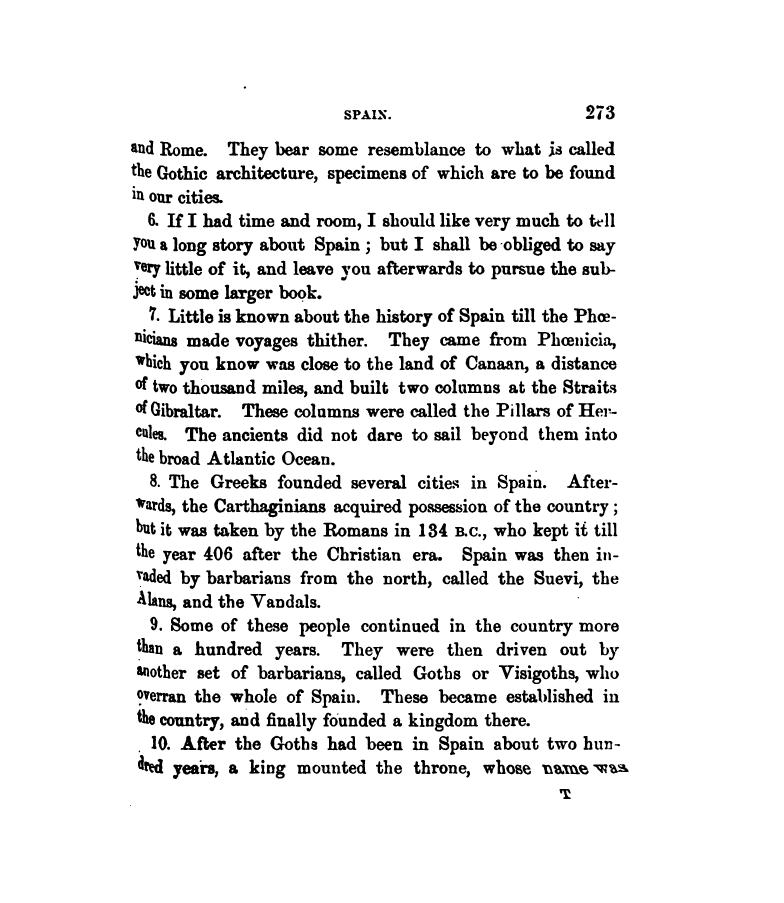 SPAIN. 273
and Rome. They bear some resemblance to what is called
the Gothic architecture, specimens of which are to be found
in our cities.
6. If I had time and room, I should like very much to tell
you a long story about Spain ; but I shall be obliged to say
very little of it, and leave you afterwards to pursue the sub-
ject in some larger book.
7. Little is known about the history of Spain till the Phœ-
nicians made voyages thither. They came from Phœnicia,
which you know was close to the land of Canaan, a distance
of two thousand miles, and built two columns at the Straits
of Gibraltar. These columns were called the Pillars of Her-
cules. The ancients did not dare to sail beyond them into
the broad Atlantic Ocean.
8. The Greeks founded several cities in Spain. After-
wards, the Carthaginians acquired possession of the country ;
but it was taken by the Romans in 134 B.C., who kept it till
the year 406 after the Christian era. Spain was then in-
vaded by barbarians from the north, called the Suevi, the
Alans, and the Vandals.
9. Some of these people continued in the country more
than a hundred years. They were then driven out by
another set of barbarians, called Goths or Visigoths, who
overran the whole of Spain. These became established in
the country, and finally founded a kingdom there.
10. After the Goths had been in Spain about two hun-
dred years, a king mounted the throne, whose name was
T